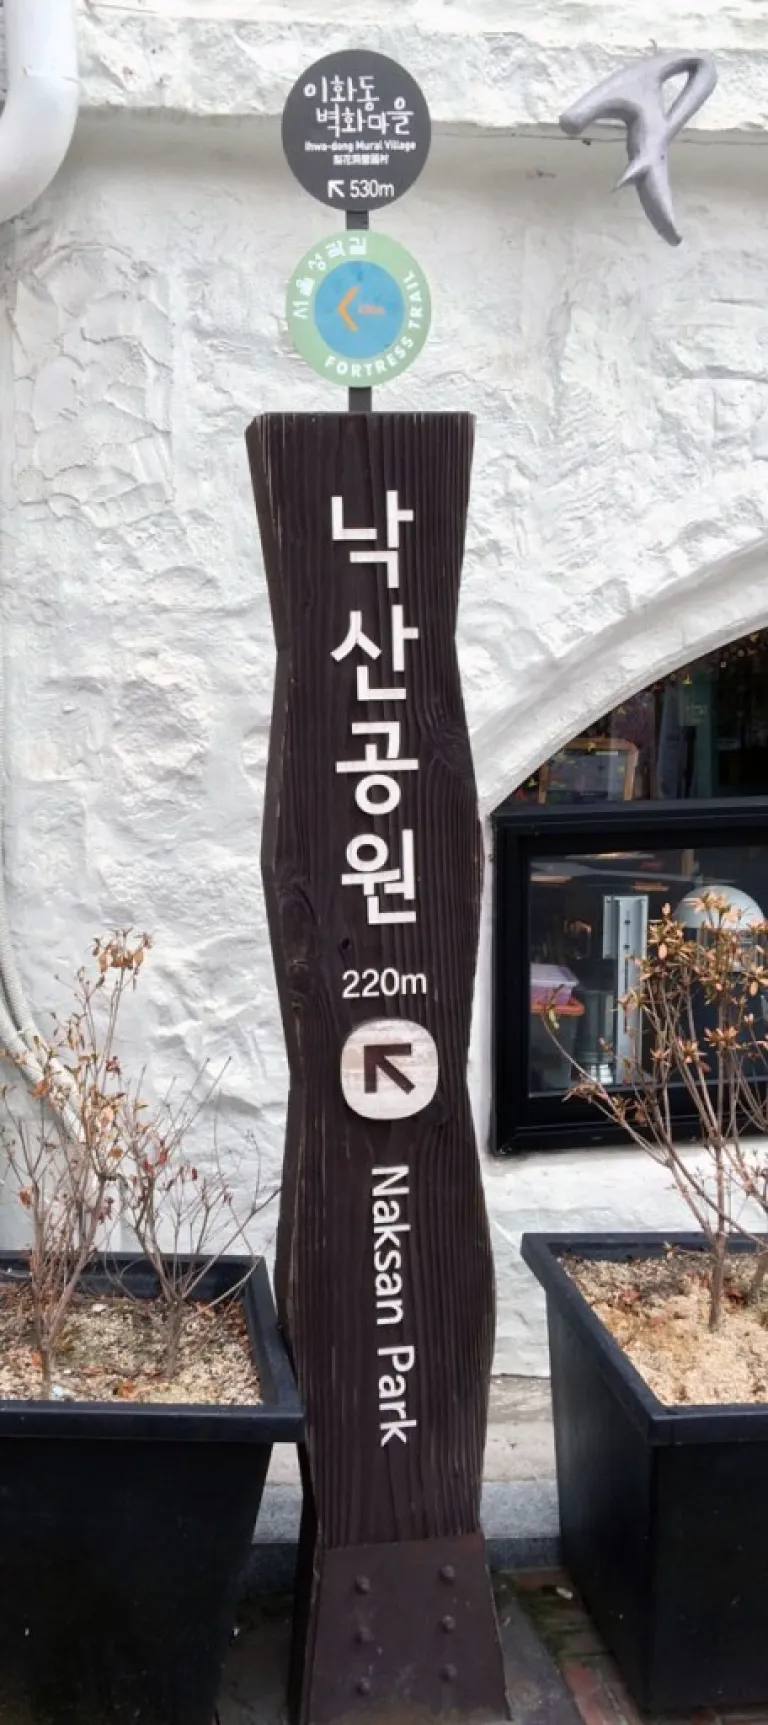 이화동
벽화마을
Ihwa-dong Mural Village
530m
서울성곽길
FORTRESS TRAIL
낙산공원
220m
Naksan Park